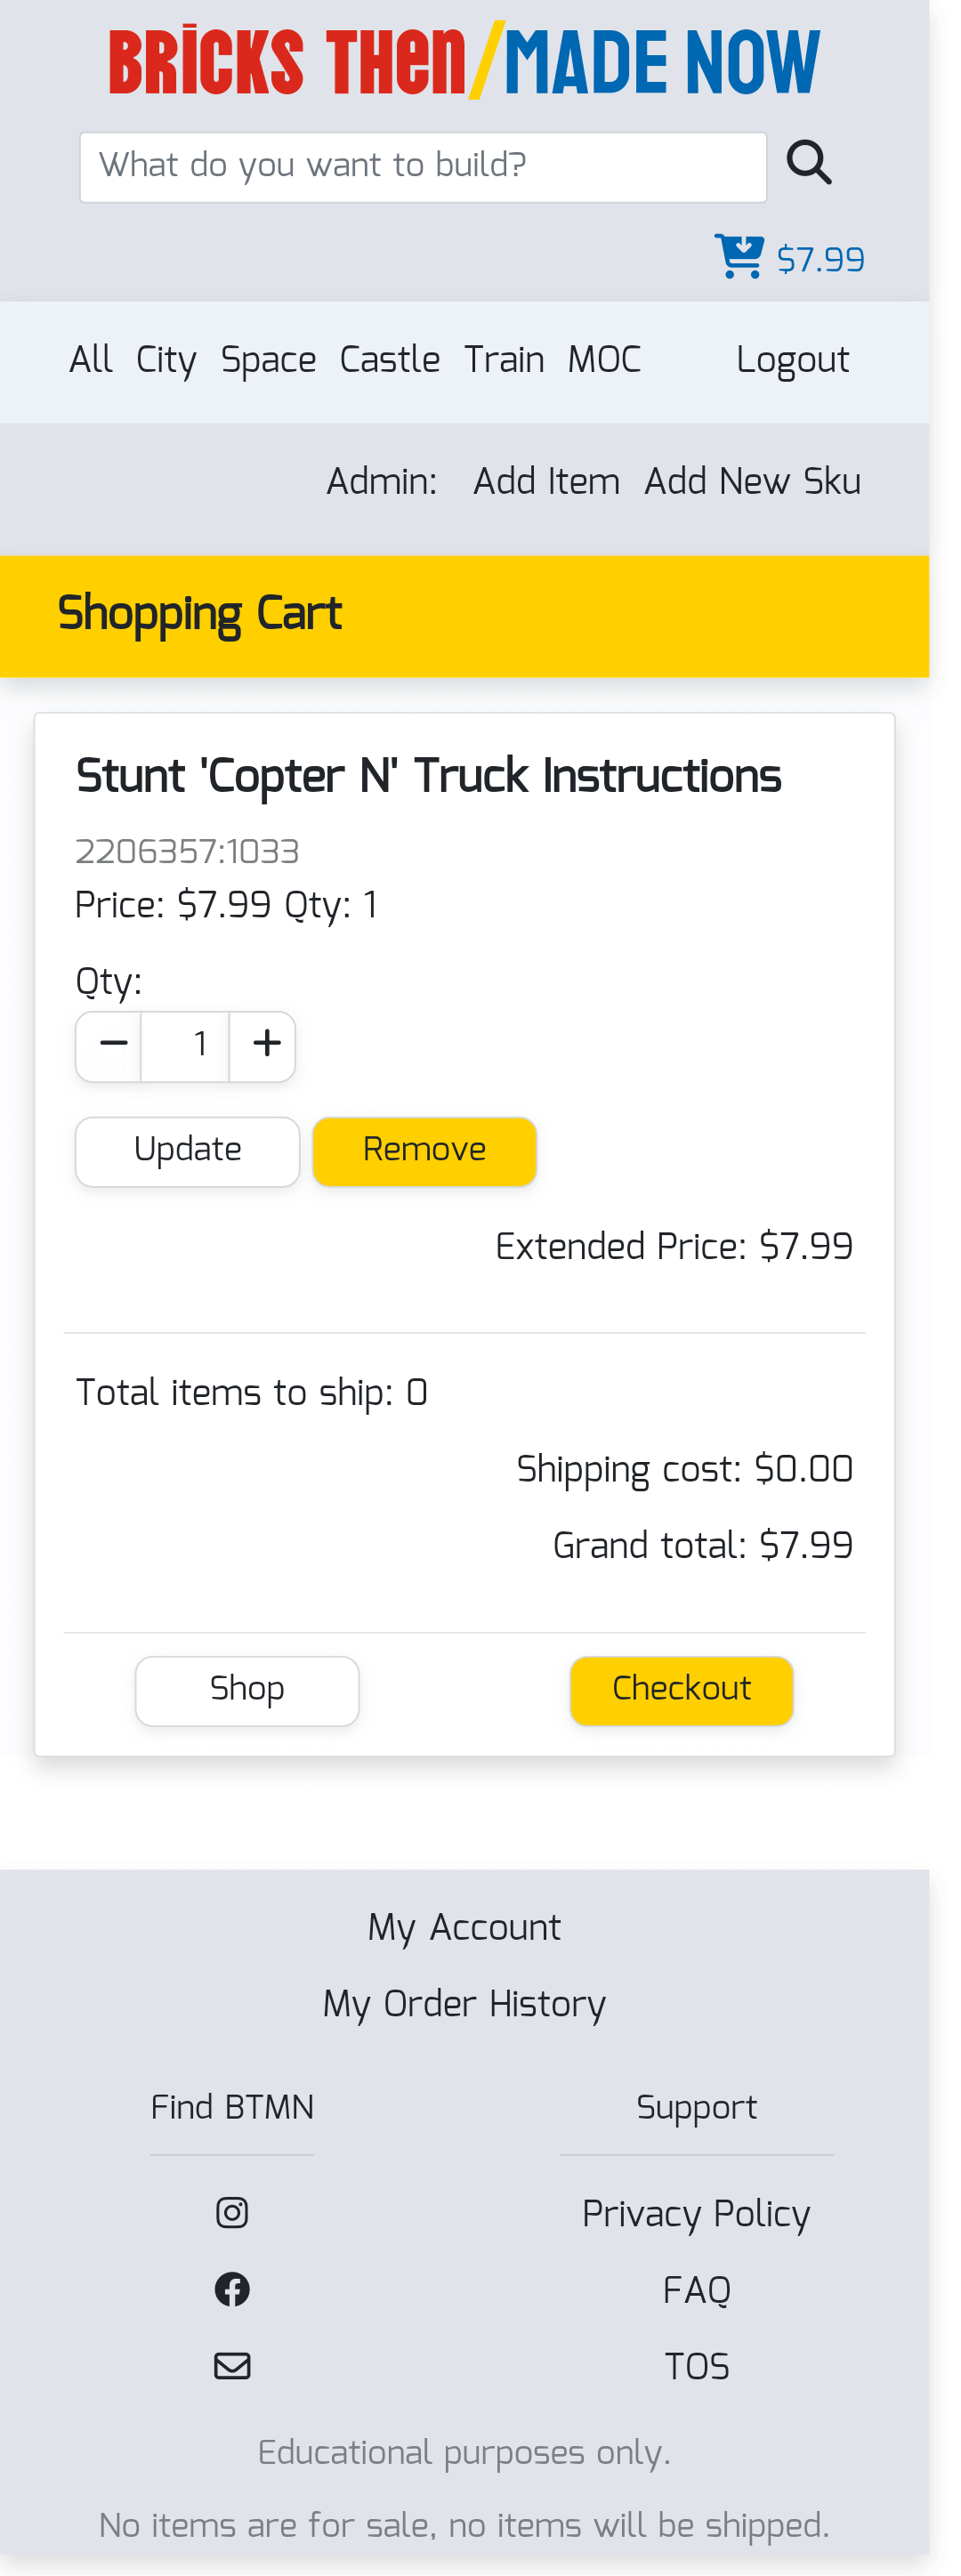 BRICKS THEN/MADE NOW
What do you want to build?
$7.99
All City Space Castle Train MOC Logout
Admin: Add Item Add New Sku
Shopping Cart
Stunt 'Copter N' Truck Instructions
2206357:1033
Price: $7.99 Qty: 1
Qty:
1
Update Remove
Extended Price: $7.99
Total items to ship: 0
Shipping cost: $0.00
Grand total: $7.99
Shop Checkout
My Account
My Order History
Find BTMN Support
Privacy Policy
FAQ
TOS
Educational purposes only.
No items are for sale, no items will be shipped.